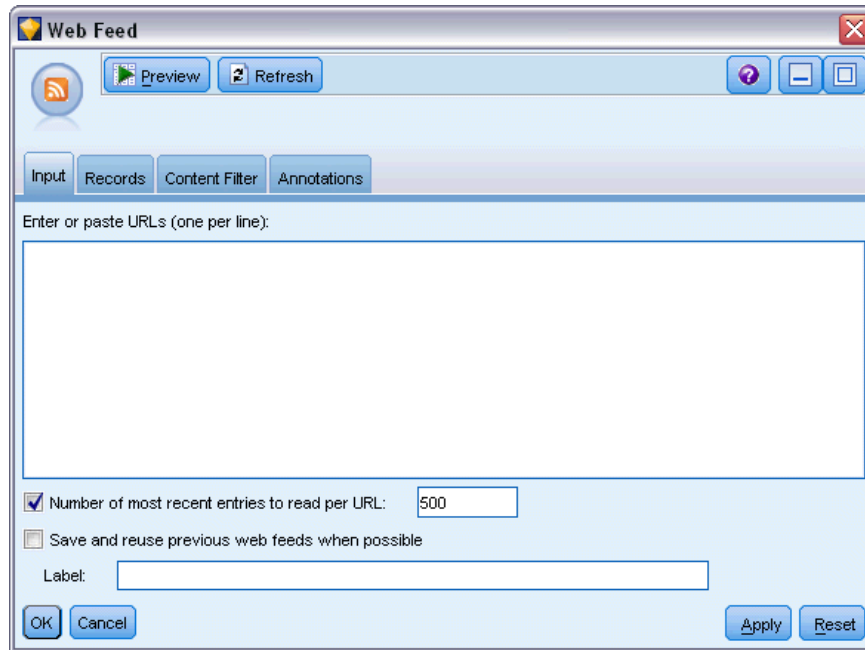 Web Feed
Preview Refresh
Input Records Content Filter Annotations
Enter or paste URLs (one per line):
Number of most recent entries to read per URL: 500
Save and reuse previous web feeds when possible
Label:
OK Cancel Apply Reset